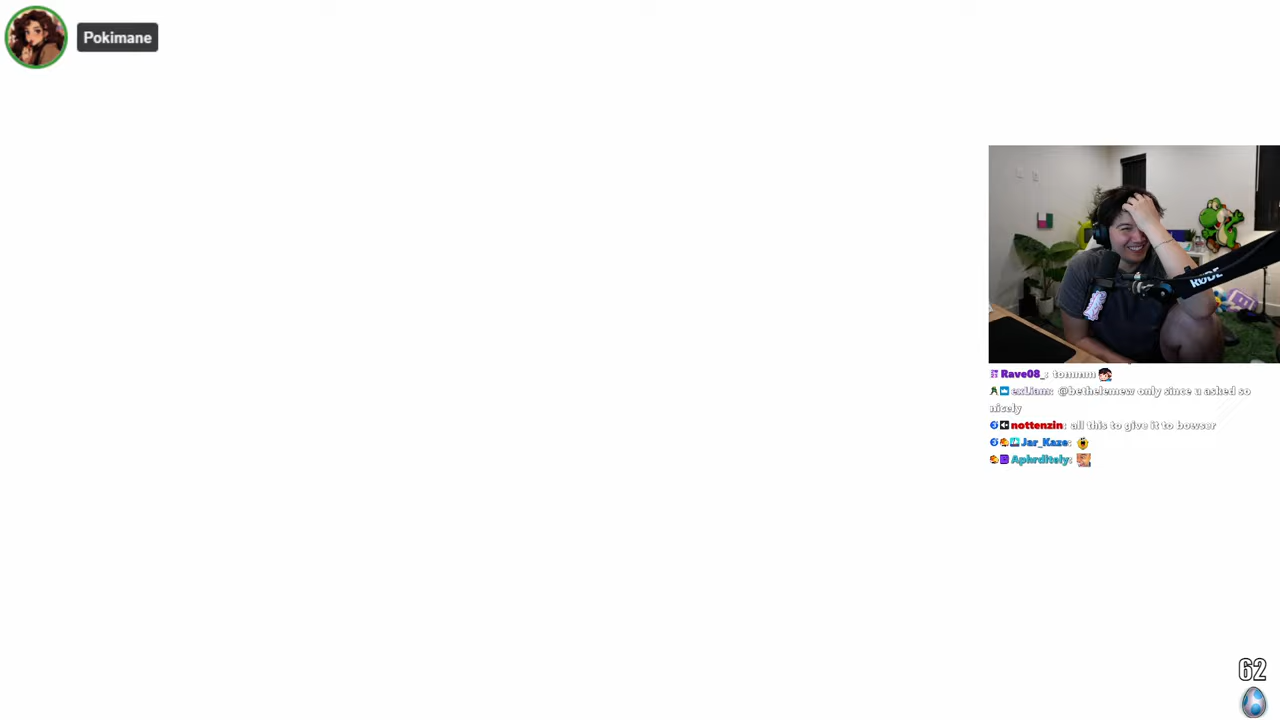 Pokimane
RØDE
Rave08_: tommm
exLiam: @bethelemew only since u asked so
nicely
nottenzin: all this to give it to bowser
Jar_Kaze:
Aphrditely:
62